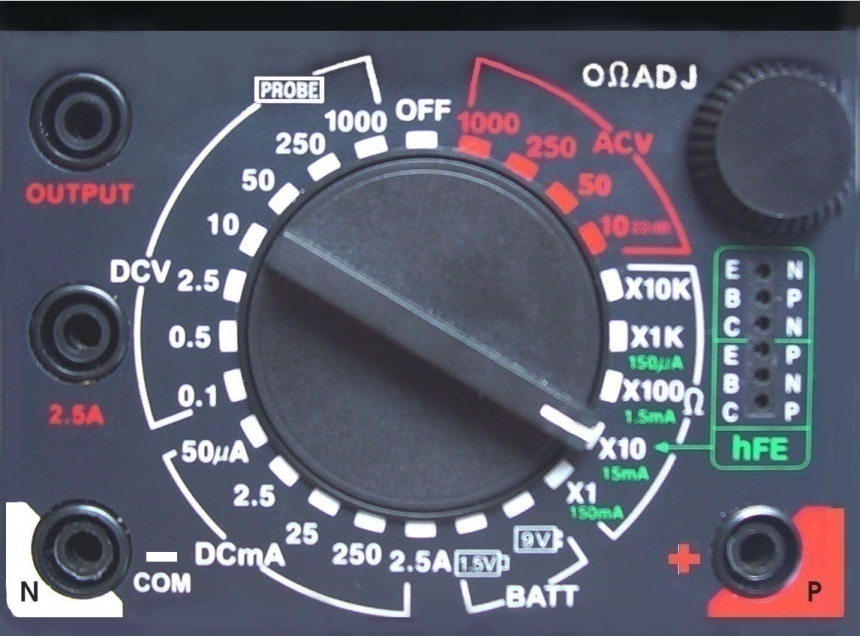 PROBE
OFF
1000
250
50
10
DCV
2.5
0.5
0.1
50μA
2.5
25
DCmA
250
2.5A
1.5V
9V
BATT
1000
250
ACV
50
10
X10K
X1K
150μA
X100
1.5mA
Ω
X10
15mA
X1
150mA
OΩADJ
OUTPUT
2.5A
N
COM
E N
B P
C N
E P
B N
C P
hFE
+
P